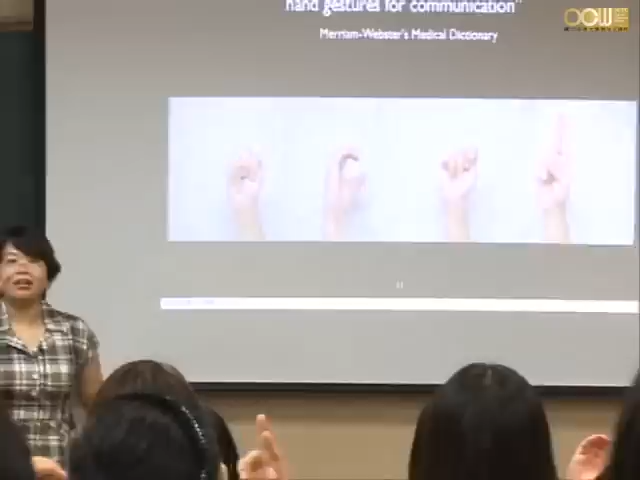 hand gestures for communication"
Merriam-Webster's Medical Dictionary
OCW